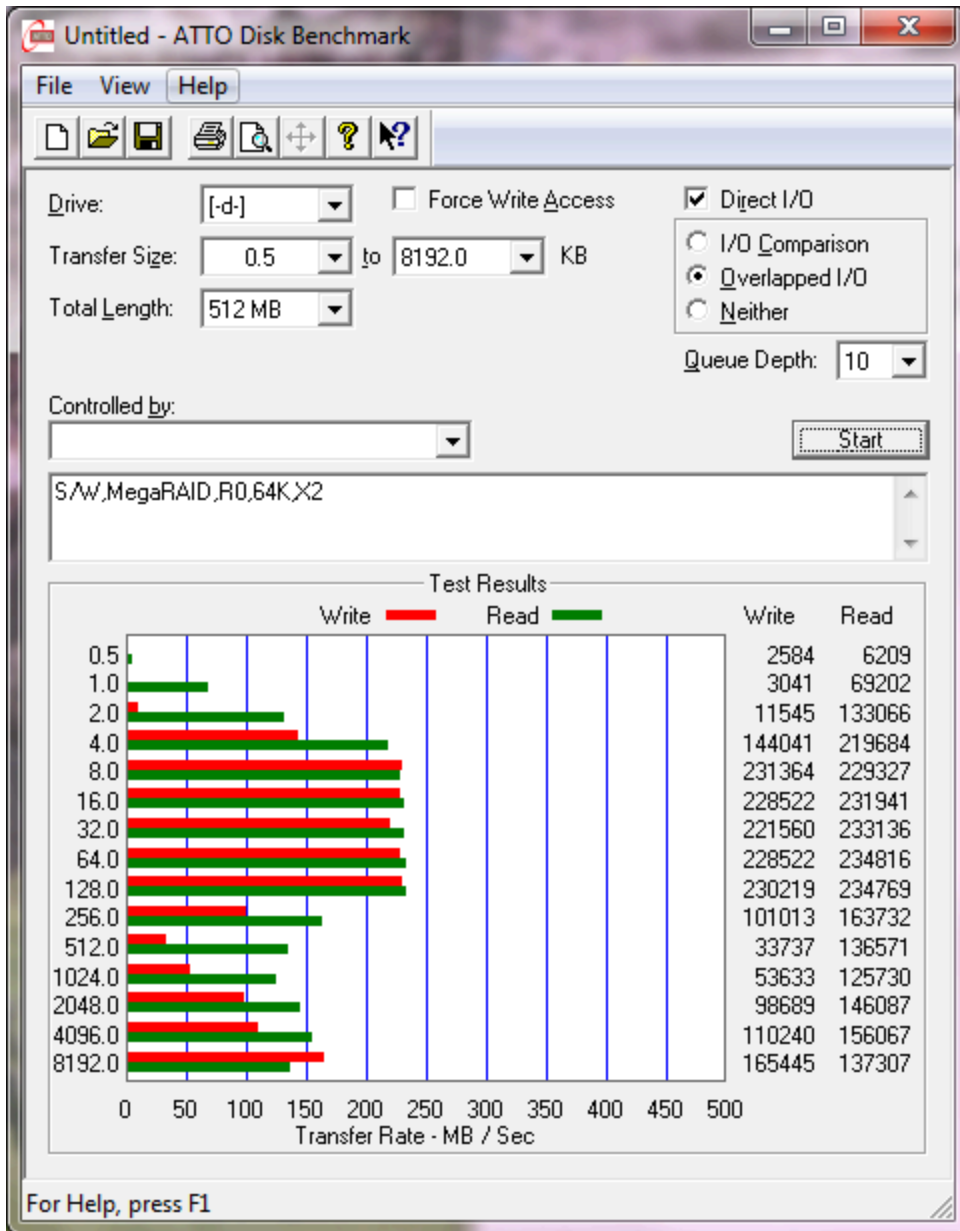 Untitled - ATTO Disk Benchmark
File View Help
Drive: [-d-] Force Write Access Direct I/O
Transfer Size: 0.5 to 8192.0 KB I/O Comparison
Overlapped I/O
Total Length: 512 MB Neither
Queue Depth: 10
Controlled by:
Start
S/W,MegaRAID,R0,64K,X2
Test Results
Write Read Write Read
0.5 2584 6209
1.0 3041 69202
2.0 11545 133066
4.0 144041 219684
8.0 231364 229327
16.0 228522 231941
32.0 221560 233136
64.0 228522 234816
128.0 230219 234769
256.0 101013 163732
512.0 33737 136571
1024.0 53633 125730
2048.0 98689 146087
4096.0 110240 156067
8192.0 165445 137307
0 50 100 150 200 250 300 350 400 450 500
Transfer Rate - MB / Sec
For Help, press F1